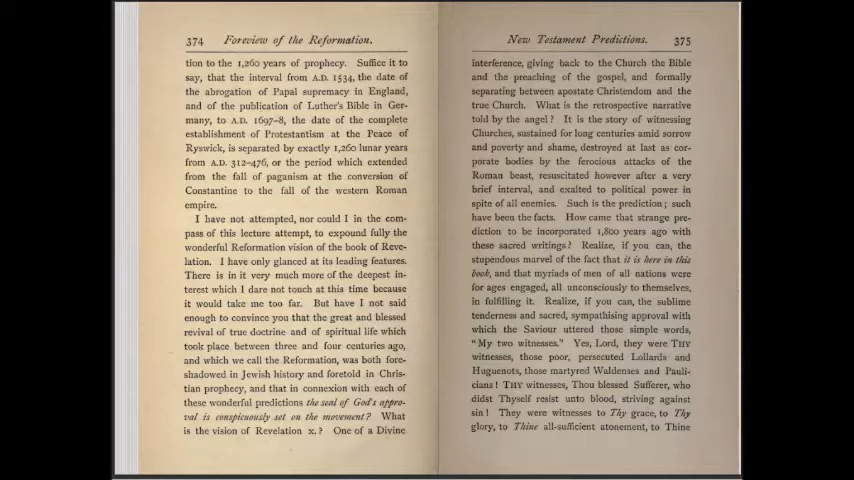 374 Foreview of the Reformation.
tion to the 1,260 years of prophecy. Suffice it to
say, that the interval from A.D. 1534, the date of
the abrogation of Papal supremacy in England,
and of the publication of Luther's Bible in Ger-
many, to A.D. 1697-8, the date of the complete
establishment of Protestantism at the Peace of
Ryswick, is separated by exactly 1,260 lunar years
from A.D. 312-476, or the period which extended
from the fall of paganism at the conversion of
Constantine to the fall of the western Roman
empire.
I have not attempted, nor could I in the com-
pass of this lecture attempt, to expound fully the
wonderful Reformation vision of the book of Reve-
lation. I have only glanced at its leading features.
There is in it very much more of the deepest in-
terest which I dare not touch at this time because
it would take me too far. But have I not said
enough to convince you that the great and blessed
revival of true doctrine and of spiritual life which
took place between three and four centuries ago,
and which we call the Reformation, was both fore-
shadowed in Jewish history and foretold in Chris-
tian prophecy, and that in connexion with each of
these wonderful predictions the seal of God's appro-
val is conspicuously set on the movement? What
is the vision of Revelation x.? One of a Divine
New Testament Predictions. 375
interference, giving back to the Church the Bible
and the preaching of the gospel, and formally
separating between apostate Christendom and the
true Church. What is the retrospective narrative
told by the angel? It is the story of witnessing
Churches, sustained for long centuries amid sorrow
and poverty and shame, destroyed at last as cor-
porate bodies by the ferocious attacks of the
Roman beast, resuscitated however after a very
brief interval, and exalted to political power in
spite of all enemies. Such is the prediction; such
have been the facts. How came that strange pre-
diction to be incorporated 1,800 years ago with
these sacred writings? Realize, if you can, the
stupendous marvel of the fact that it is here in this
book, and that myriads of men of all nations were
for ages engaged, all unconsciously to themselves,
in fulfilling it. Realize, if you can, the sublime
tenderness and sacred, sympathising approval with
which the Saviour uttered those simple words,
"My two witnesses." Yes, Lord, they were THY
witnesses, those poor, persecuted Lollards and
Huguenots, those martyred Waldenses and Pauli-
cians! THY witnesses, Thou blessed Sufferer, who
didst Thyself resist unto blood, striving against
sin! They were witnesses to Thy grace, to Thy
glory, to Thine all-sufficient atonement, to Thine